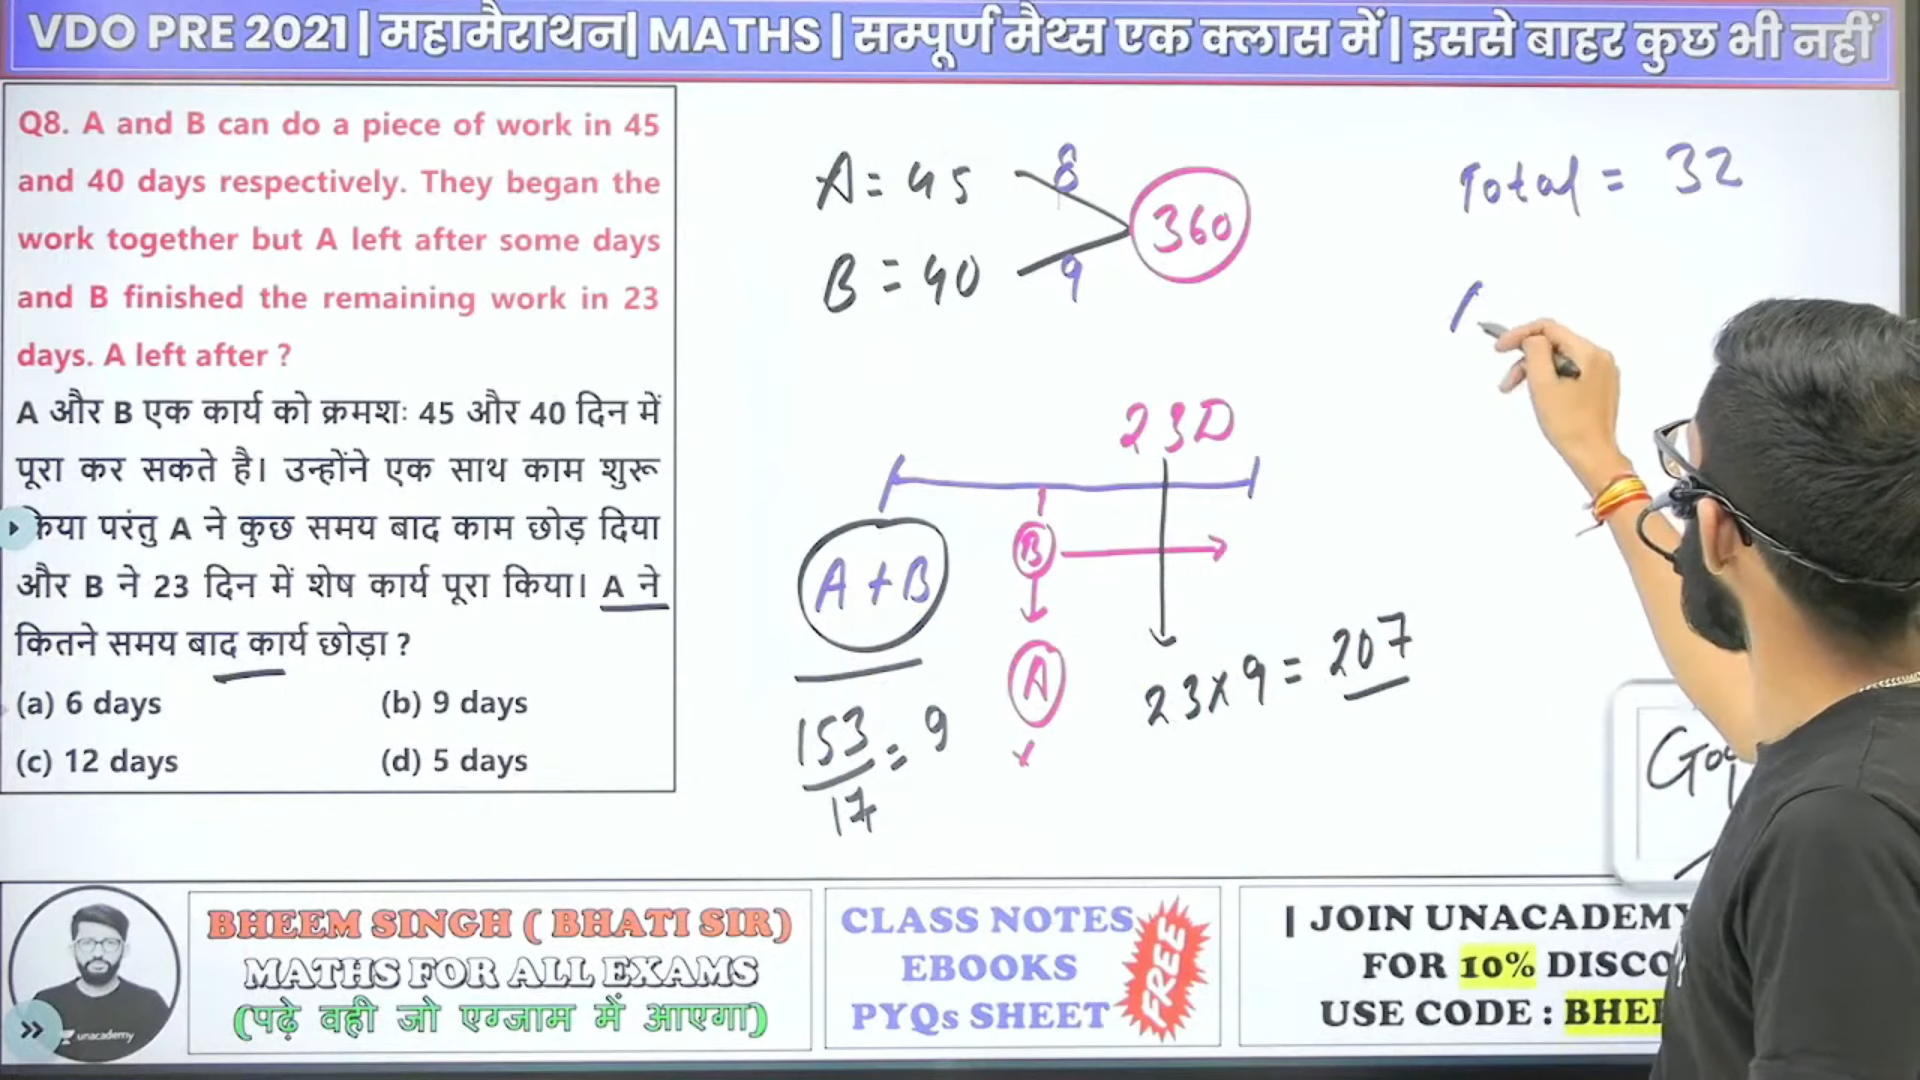 VDO PRE 2021 | महामैराथन| MATHS | सम्पूर्ण मैथ्स एक क्लास में | इससे बाहर कुछ भी नहीं
Q8. A and B can do a piece of work in 45
and 40 days respectively. They began the
work together but A left after some days
and B finished the remaining work in 23
days. A left after ?
A और B एक कार्य को क्रमशः 45 और 40 दिन में
पूरा कर सकते है। उन्होंने एक साथ काम शुरू
किया परंतु A ने कुछ समय बाद काम छोड़ दिया
और B ने 23 दिन में शेष कार्य पूरा किया। A ने
कितने समय बाद कार्य छोड़ा ?
(a) 6 days (b) 9 days
(c) 12 days (d) 5 days
A = 45 8
360
B = 40 9
Total = 32
23D
A + B
B
A
153/17 = 9
23x9 = 207
BHEEM SINGH ( BHATI SIR)
MATHS FOR ALL EXAMS
(पढ़े वही जो एग्जाम में आएगा)
unacademy
CLASS NOTES
EBOOKS
PYQs SHEET
FREE
| JOIN UNACADEMY
FOR 10% DISCO
USE CODE : BHE